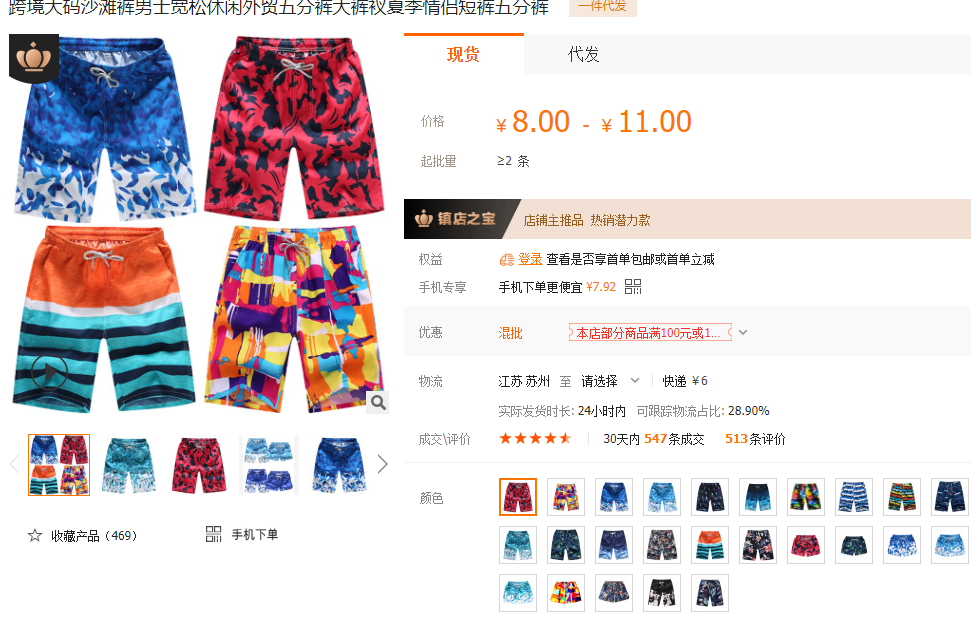 跨境大码沙滩裤男士宽松休闲外贸五分裤大裤衩夏季情侣短裤五分裤 一件代发
现货 代发
价格 ¥8.00 - ¥11.00
起批量 ≥2 条
镇店之宝 店铺主推品 热销潜力款
权益 登录 查看是否享首单包邮或首单立减
手机专享 手机下单更便宜 ¥7.92
优惠 混批 本店部分商品满100元或1...
物流 江苏 苏州 至 请选择 快递 ¥6
实际发货时长: 24小时内 可跟踪物流占比: 28.90%
成交\评价 30天内 547条成交 513条评价
颜色
收藏产品（469） 手机下单